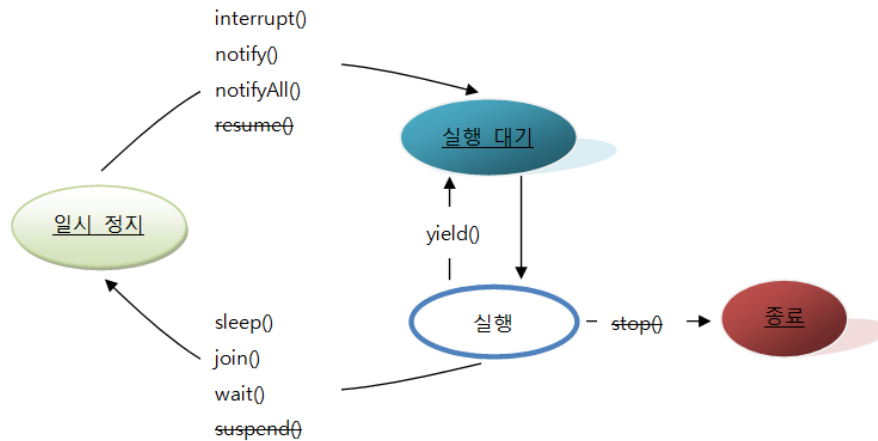 interrupt()
notify()
notifyAll()
resume()
실행 대기
일시 정지
yield()
실행
stop()
종료
sleep()
join()
wait()
suspend()